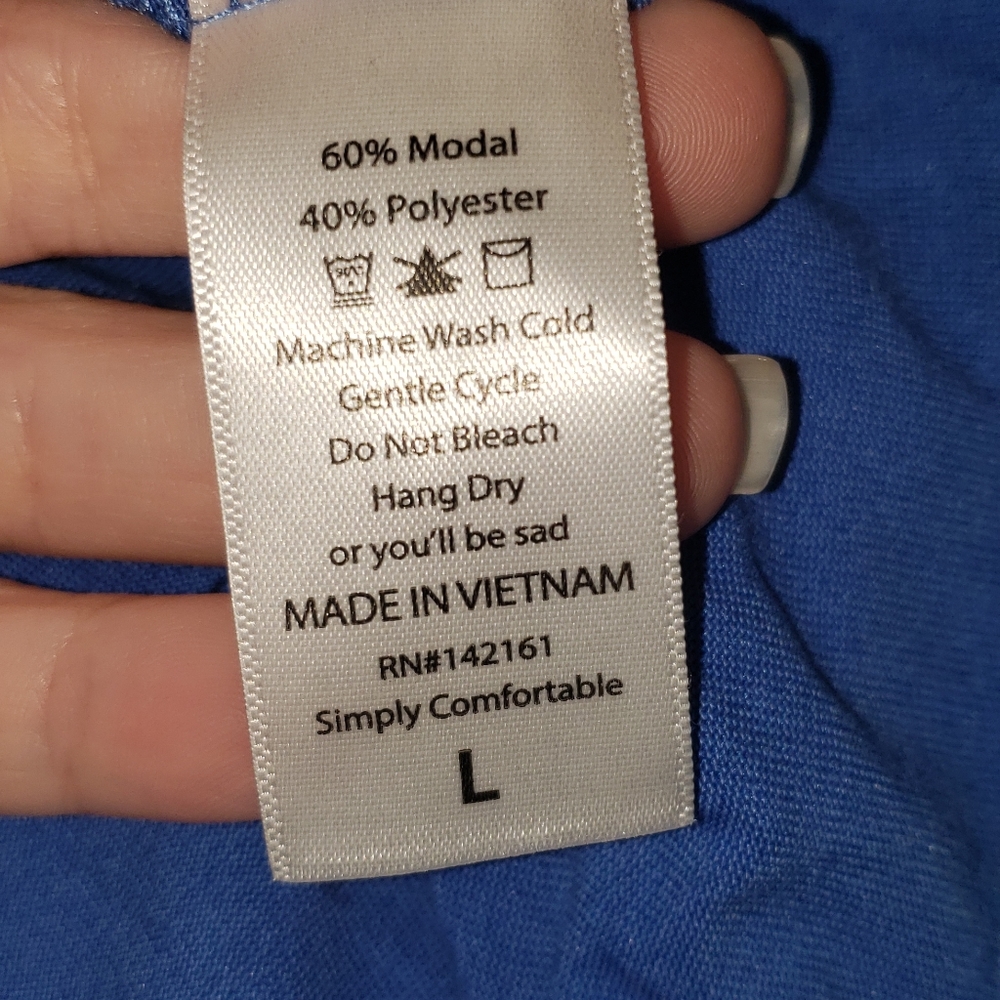 60% Modal
40% Polyester
30°C
Machine Wash Cold
Gentle Cycle
Do Not Bleach
Hang Dry
or you'll be sad
MADE IN VIETNAM
RN#142161
Simply Comfortable
L